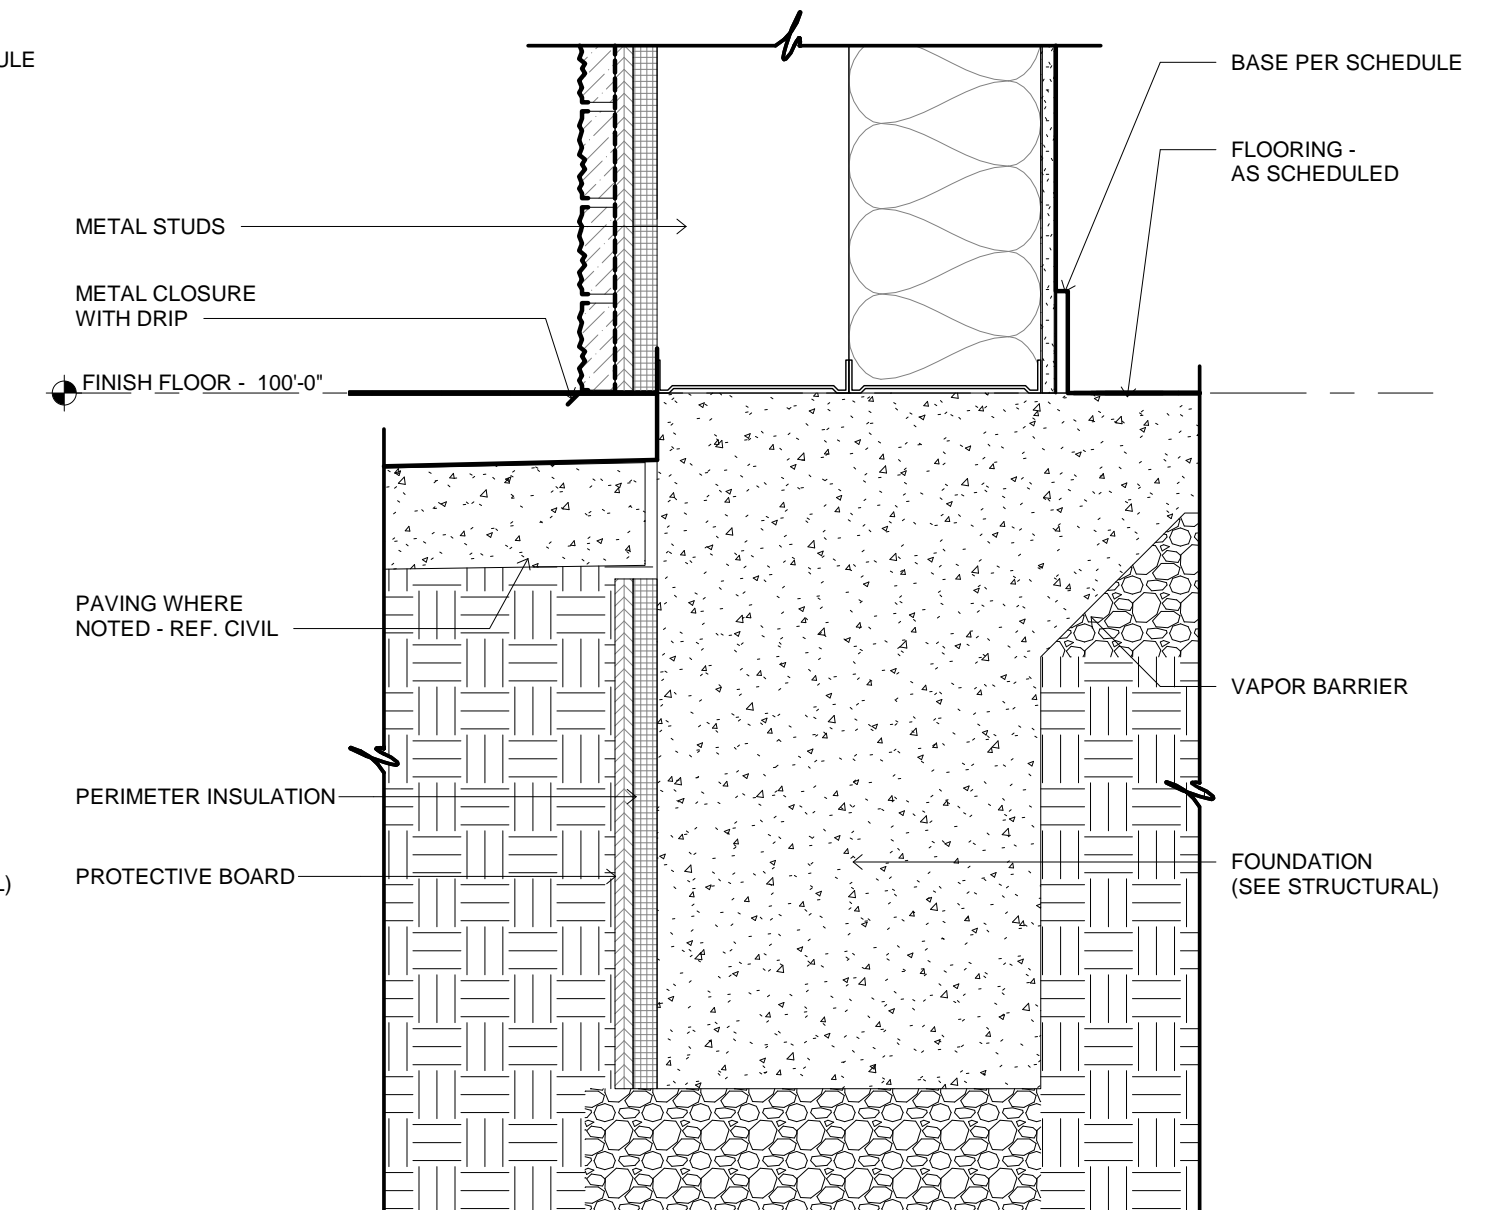 ULE
METAL STUDS
METAL CLOSURE
WITH DRIP
FINISH FLOOR - 100'-0"
PAVING WHERE
NOTED - REF. CIVIL
PERIMETER INSULATION
L)
PROTECTIVE BOARD
BASE PER SCHEDULE
FLOORING -
AS SCHEDULED
VAPOR BARRIER
FOUNDATION
(SEE STRUCTURAL)